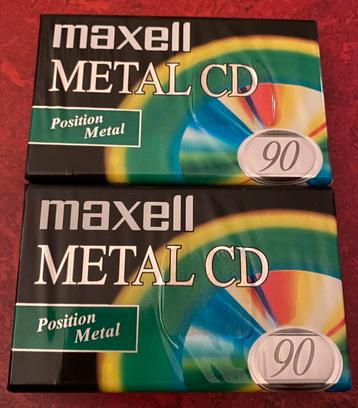 maxell
METAL CD
Position
Metal
90
maxell
METAL CD
Position
Metal
90